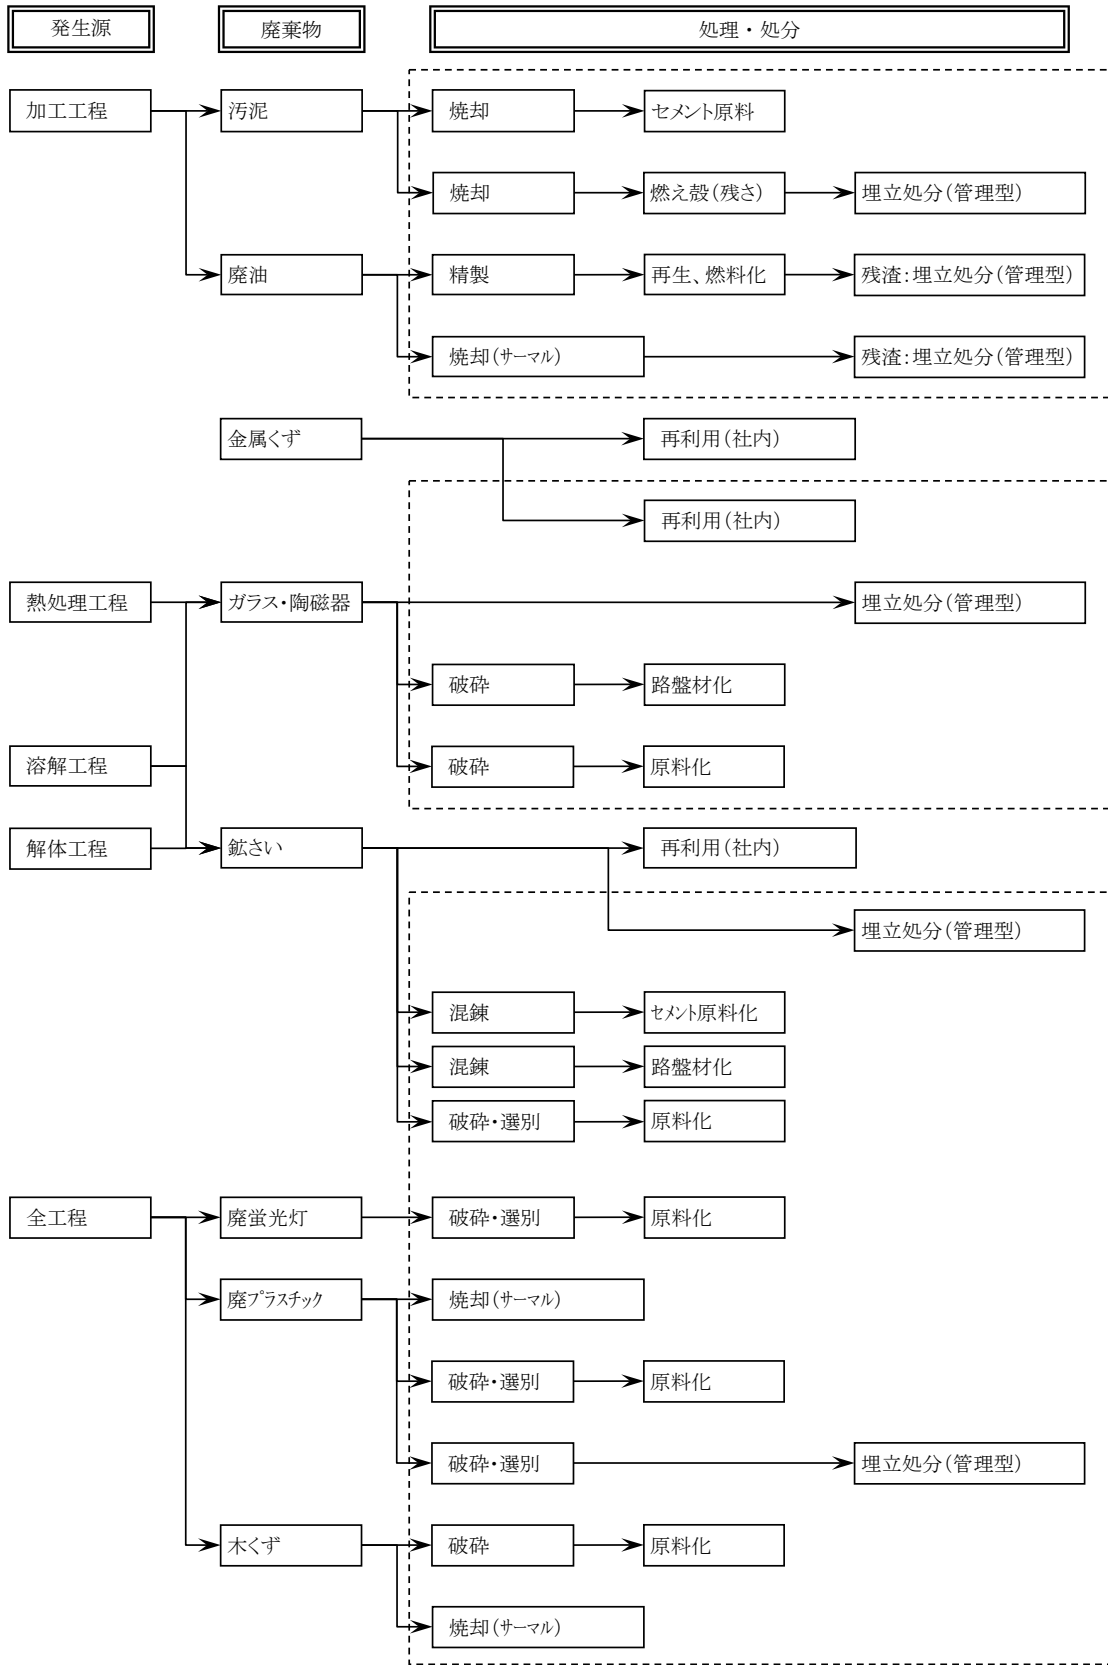 発生源 廃棄物 処理・処分
加工工程 汚泥 焼却 セメント原料
焼却 燃え殻(残さ) 埋立処分(管理型)
廃油 精製 再生、燃料化 残渣:埋立処分(管理型)
焼却(サーマル) 残渣:埋立処分(管理型)
金属くず 再利用(社内)
再利用(社内)
熱処理工程 ガラス・陶磁器 埋立処分(管理型)
破砕 路盤材化
溶解工程 破砕 原料化
解体工程 鉱さい 再利用(社内)
埋立処分(管理型)
混錬 セメント原料化
混錬 路盤材化
破砕・選別 原料化
全工程 廃蛍光灯 破砕・選別 原料化
廃プラスチック 焼却(サーマル)
破砕・選別 原料化
破砕・選別 埋立処分(管理型)
木くず 破砕 原料化
焼却(サーマル)